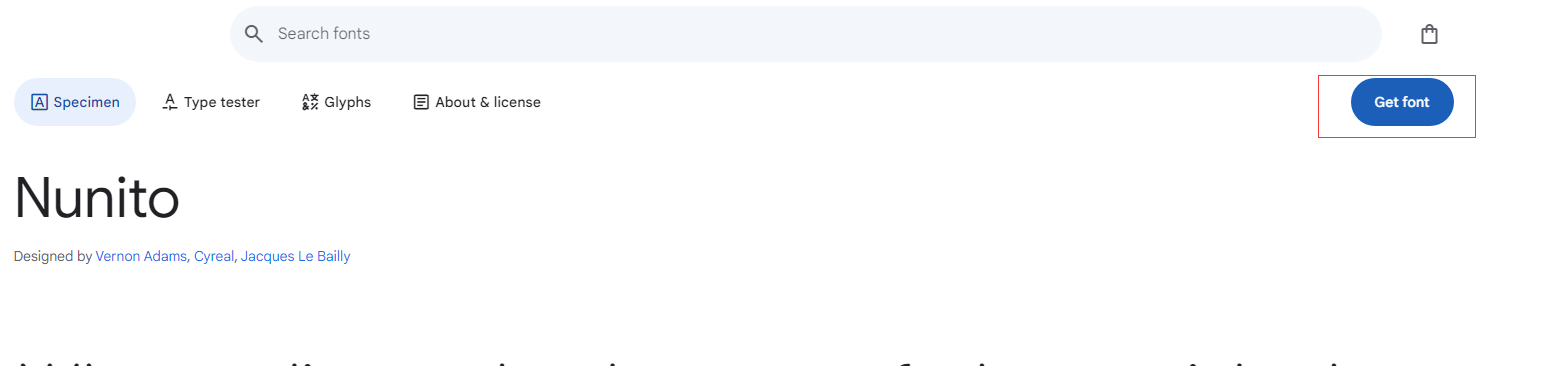 Search fonts
Specimen Type tester Glyphs About & license Get font
Nunito
Designed by Vernon Adams, Cyreal, Jacques Le Bailly